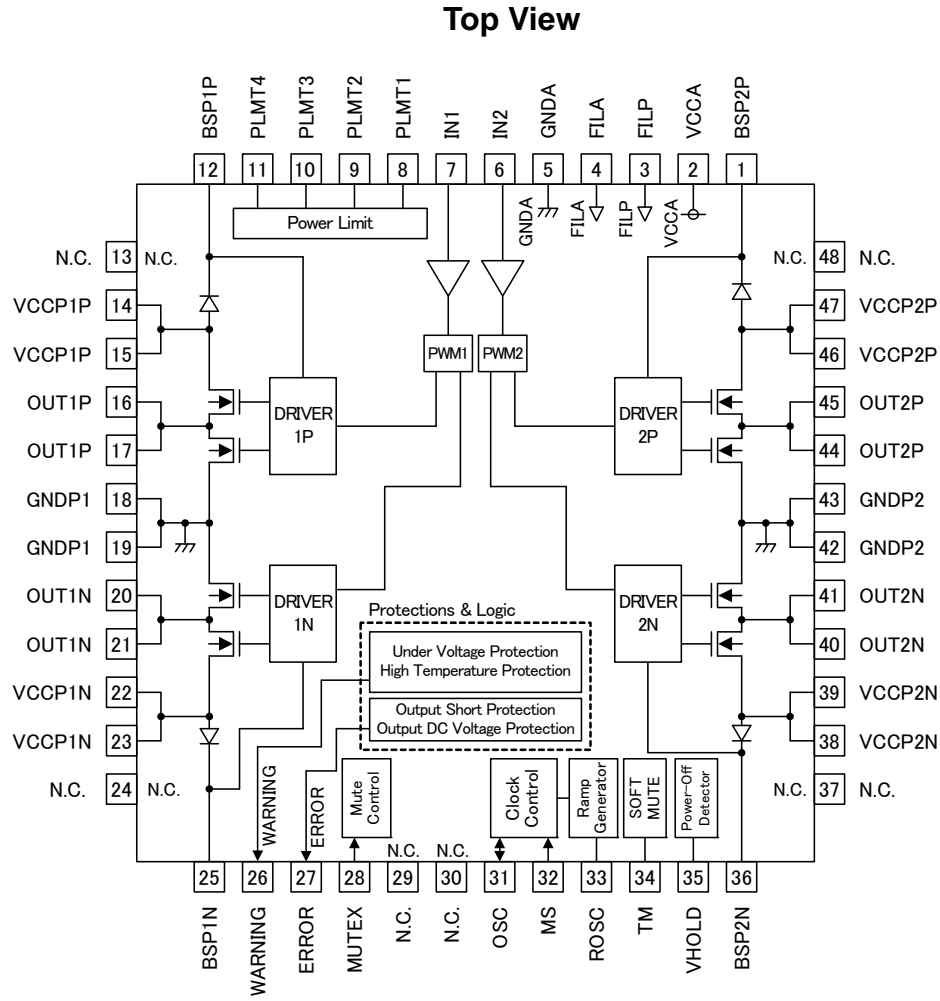 Top View
BSP1P
PLMT4
PLMT3
PLMT2
PLMT1
IN1
IN2
GNDA
FILA
FILP
VCCA
BSP2P
12
11
10
9
8
7
6
5
4
3
2
1
Power Limit
GNDA
FILA
FILP
VCCA
N.C.
13
N.C.
N.C.
48
N.C.
VCCP1P
14
47
VCCP2P
VCCP1P
15
PWM1
PWM2
46
VCCP2P
OUT1P
16
DRIVER
1P
DRIVER
2P
45
OUT2P
OUT1P
17
44
OUT2P
GNDP1
18
43
GNDP2
GNDP1
19
42
GNDP2
OUT1N
20
DRIVER
1N
DRIVER
2N
41
OUT2N
Protections & Logic
OUT1N
21
40
OUT2N
Under Voltage Protection
High Temperature Protection
VCCP1N
22
39
VCCP2N
Output Short Protection
Output DC Voltage Protection
VCCP1N
23
38
VCCP2N
N.C.
24
N.C.
N.C.
37
N.C.
WARNING
ERROR
Mute
Control
N.C.
N.C.
Clock
Control
Ramp
Generator
SOFT
MUTE
Power-Off
Detector
25
26
27
28
29
30
31
32
33
34
35
36
BSP1N
WARNING
ERROR
MUTEX
N.C.
N.C.
OSC
MS
ROSC
TM
VHOLD
BSP2N